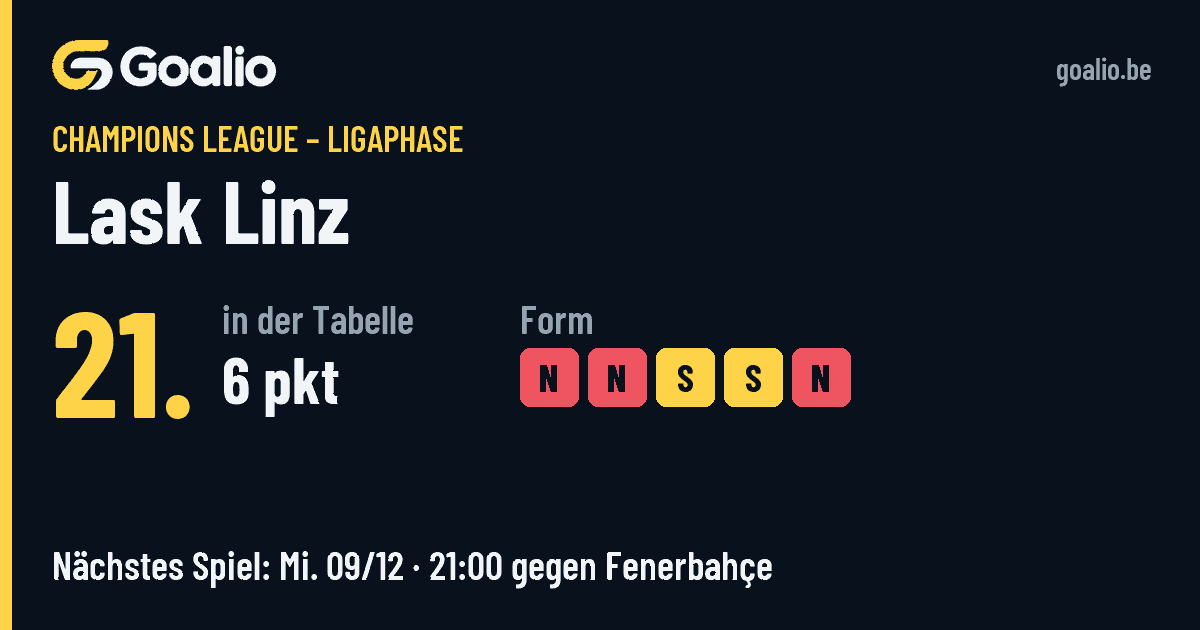 Goalio
goalio.be
CHAMPIONS LEAGUE – LIGAPHASE
Lask Linz
21.
in der Tabelle
6 pkt
Form
N N S S N
Nächstes Spiel: Mi. 09/12 · 21:00 gegen Fenerbahçe